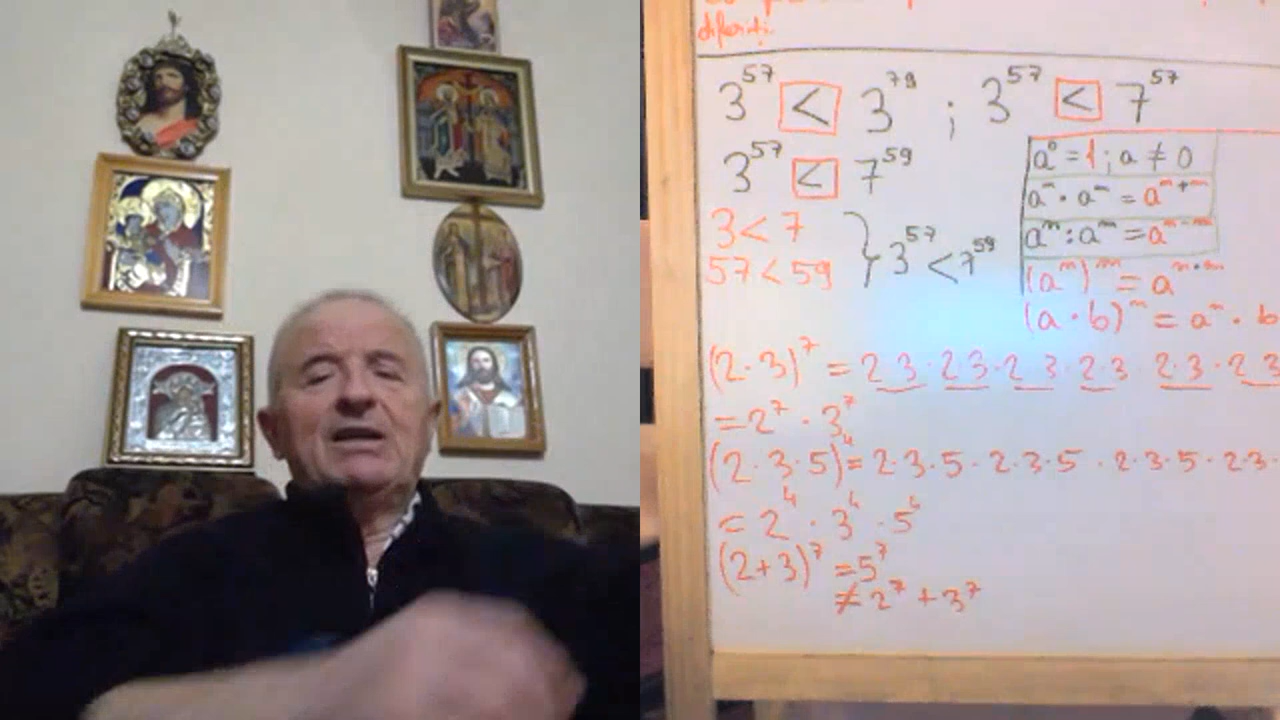 diferiți.
3^57 < 3^79 ; 3^57 < 7^57
3^57 < 7^59
a^0 = 1 ; a ≠ 0
a^m · a^n = a^m+n
a^m : a^n = a^m-n
(a^m)^n = a^m·n
(a · b)^m = a^m · b
3 < 7
57 < 59
} 3^57 < 7^59
(2·3)^7 = 2·3·2·3·2·3·2·3·2·3·2·3
= 2^7 · 3^7
(2·3·5)^4 = 2·3·5·2·3·5·2·3·5·2·3·
= 2^4 · 3^4 · 5^4
(2+3)^7 = 5^7
≠ 2^7 + 3^7